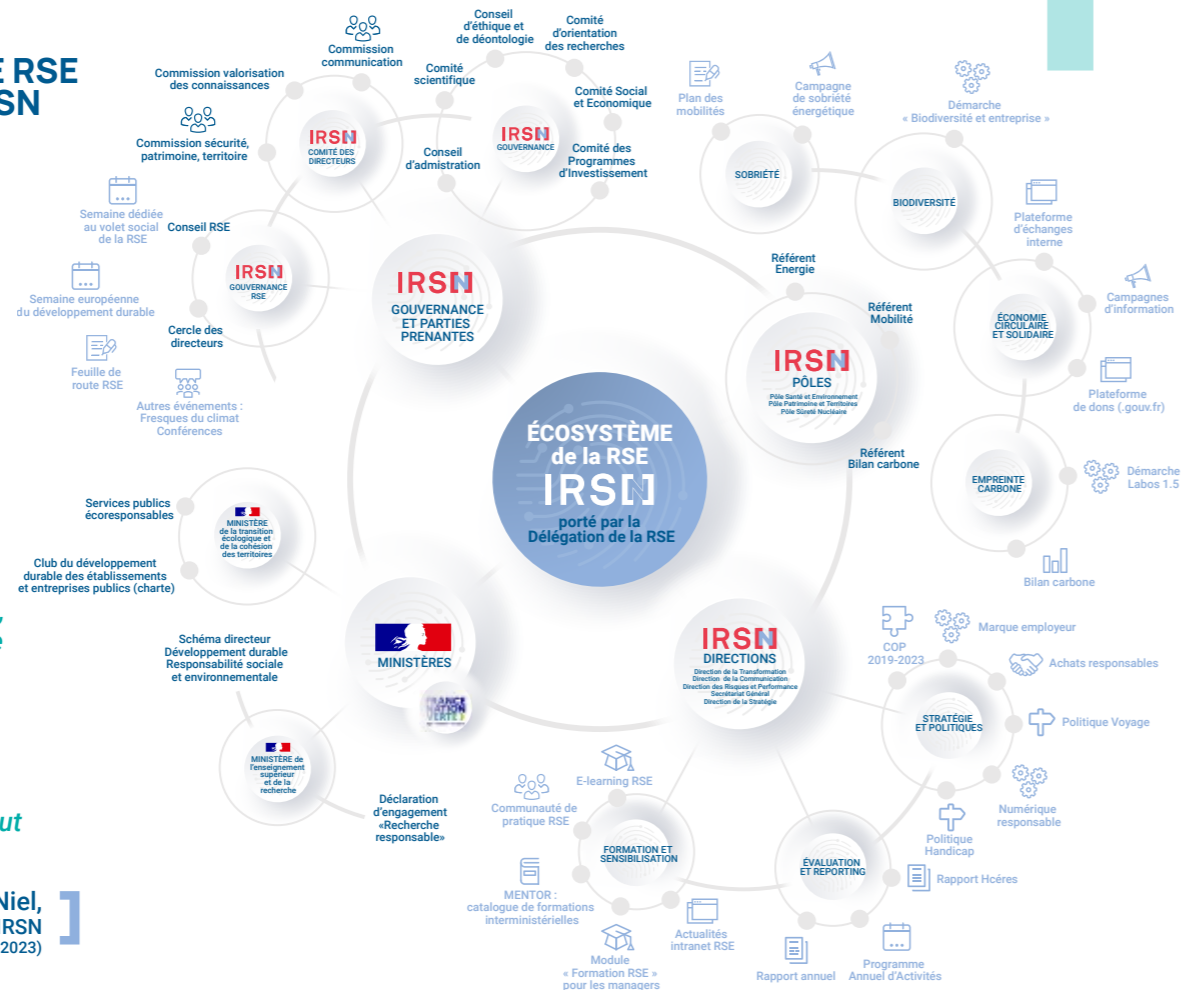 E RSE
SN
Commission
communication
Commission valorisation
des connaissances
Commission sécurité,
patrimoine, territoire
IRSN
COMITÉ DES
DIRECTEURS
Conseil
d'éthique et
de déontologie
Comité
d'orientation
des recherches
Comité
scientifique
Comité Social
et Economique
IRSN
GOUVERNANCE
Conseil
d'admistration
Comité des
Programmes
d'Investissement
Semaine dédiée
au volet social
de la RSE
Conseil RSE
IRSN
GOUVERNANCE
RSE
Semaine européenne
du développement durable
Cercle des
directeurs
Feuille de
route RSE
Autres événements :
Fresques du climat
Conférences
IRSN
GOUVERNANCE
ET PARTIES
PRENANTES
Plan des
mobilités
Campagne
de sobriété
énergétique
SOBRIÉTÉ
Démarche
« Biodiversité et entreprise »
BIODIVERSITÉ
Plateforme
d'échanges
interne
Campagnes
d'information
ÉCONOMIE
CIRCULAIRE
ET SOLIDAIRE
Plateforme
de dons (.gouv.fr)
Référent
Energie
Référent
Mobilité
IRSN
PÔLES
Pôle Santé et Environnement
Pôle Patrimoine et Territoires
Pôle Sûreté Nucléaire
Référent
Bilan carbone
EMPREINTE
CARBONE
Démarche
Labos 1.5
Bilan carbone
ÉCOSYSTÈME
de la RSE
IRSN
porté par la
Délégation de la RSE
Services publics
écoresponsables
MINISTÈRE
de la transition
écologique et
de la cohésion
des territoires
Club du développement
durable des établissements
et entreprises publics (charte)
Schéma directeur
Développement durable
Responsabilité sociale
et environnementale
MINISTÈRES
FRANCE
NATION
VERTE
MINISTÈRE de
l'enseignement
supérieur
et de la
recherche
Déclaration
d'engagement
«Recherche
responsable»
IRSN
DIRECTIONS
Direction de la Transformation
Direction de la Communication
Direction des Risques et Performance
Secrétariat Général
Direction de la Stratégie
COP
2019-2023
Marque employeur
Achats responsables
STRATÉGIE
ET POLITIQUES
Politique Voyage
Numérique
responsable
Politique
Handicap
E-learning RSE
Communauté de
pratique RSE
FORMATION ET
SENSIBILISATION
MENTOR :
catalogue de formations
interministérielles
Module
« Formation RSE »
pour les managers
Actualités
intranet RSE
ÉVALUATION
ET REPORTING
Rapport Hcéres
Rapport annuel
Programme
Annuel d'Activités
ut
Niel,
IRSN
2023)